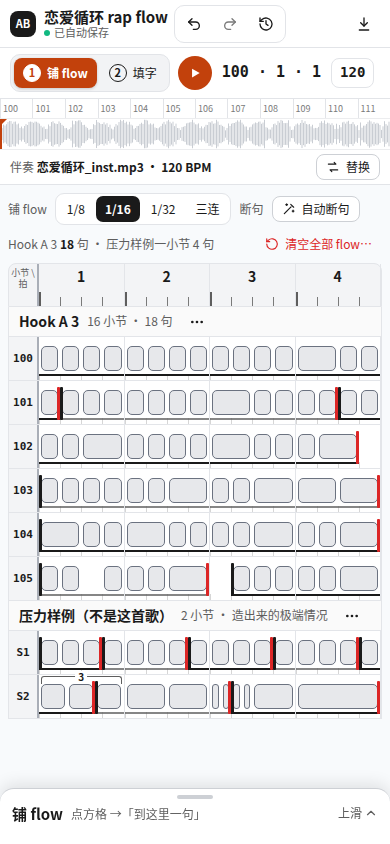 AB 恋爱循环 rap flow
已自动保存
1 铺 flow 2 填字 100 · 1 · 1 120
100 101 102 103 104 105 106 107 108 109 110 111
伴奏 恋爱循环_inst.mp3 · 120 BPM 替换
铺 flow 1/8 1/16 1/32 三连 断句 自动断句
Hook A 3 18 句 · 压力样例一小节 4 句 清空全部 flow…
小节 \ 拍 1 2 3 4
Hook A 3 16 小节 · 18 句 ···
100
101
102
103
104
105
压力样例（不是这首歌） 2 小节 · 造出来的极端情况 ···
S1
3
S2
铺 flow 点方格 →「到这里一句」 上滑